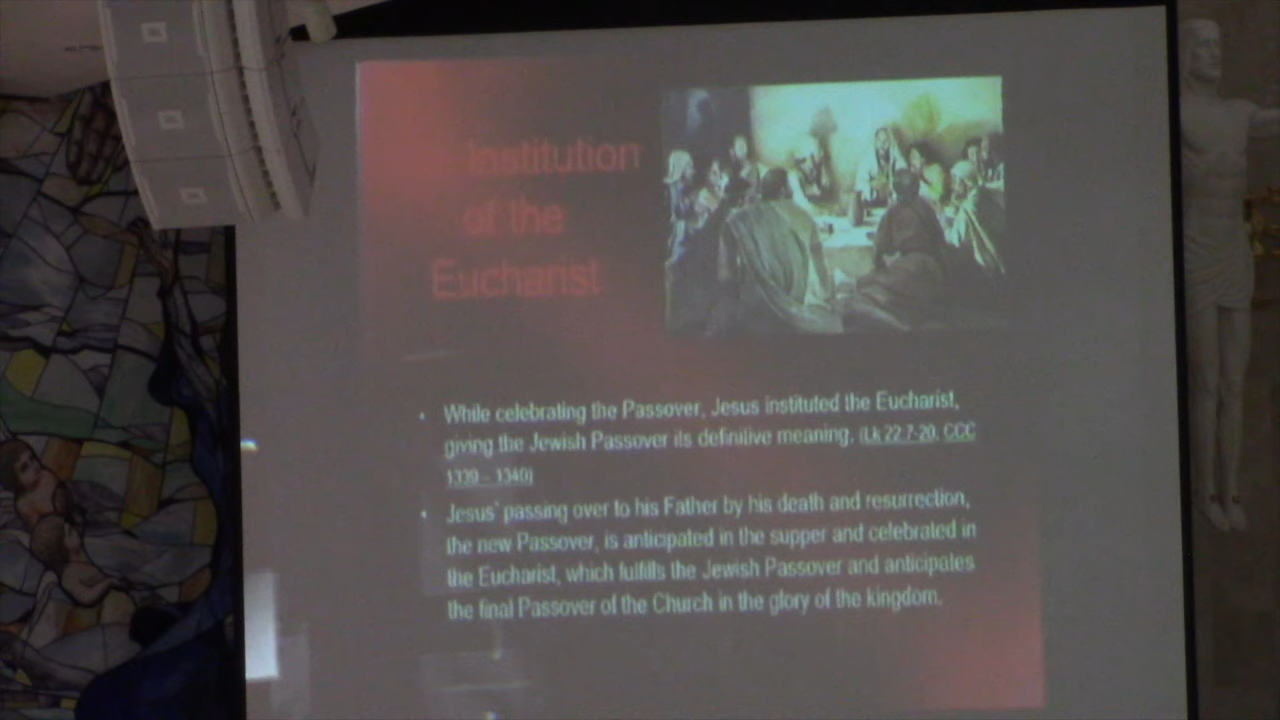 Institution
of the
Eucharist
• While celebrating the Passover, Jesus instituted the Eucharist,
giving the Jewish Passover its definitive meaning. (Lk 22:7-20, CCC
1339 – 1340)
• Jesus' passing over to his Father by his death and resurrection,
the new Passover, is anticipated in the supper and celebrated in
the Eucharist, which fulfills the Jewish Passover and anticipates
the final Passover of the Church in the glory of the kingdom.